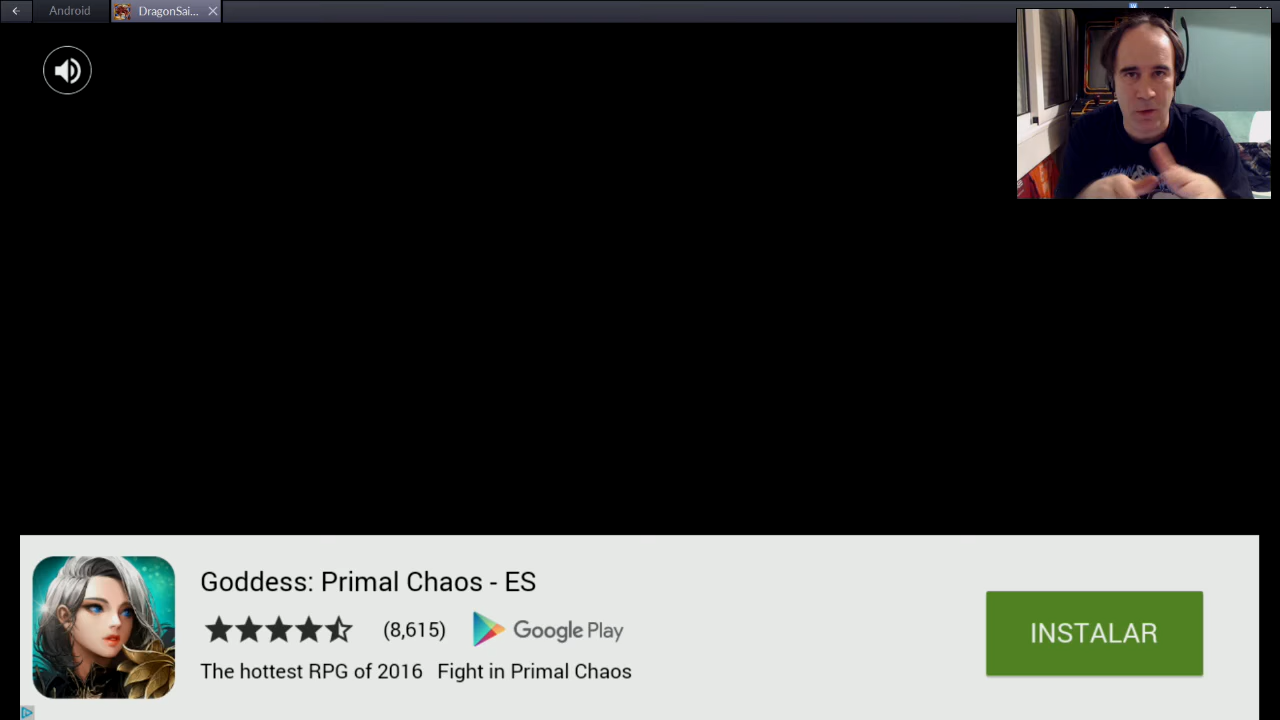 Android
DragonSai...
Goddess: Primal Chaos - ES
(8,615)
Google Play
The hottest RPG of 2016 Fight in Primal Chaos
INSTALAR